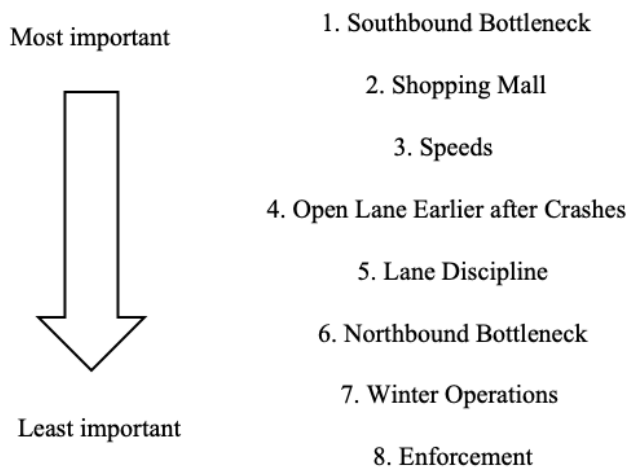 Most important
1. Southbound Bottleneck
2. Shopping Mall
3. Speeds
4. Open Lane Earlier after Crashes
5. Lane Discipline
6. Northbound Bottleneck
7. Winter Operations
Least important
8. Enforcement